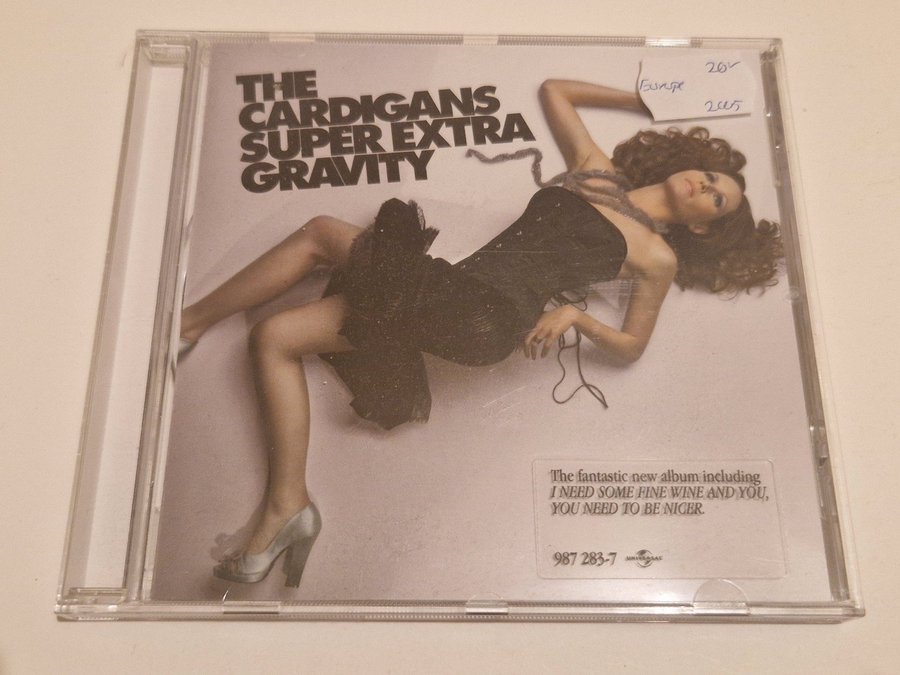 THE
CARDIGANS
SUPER EXTRA
GRAVITY
Europe
2005
The fantastic new album including
I NEED SOME FINE WINE AND YOU,
YOU NEED TO BE NICER.
987 283-7 UNIVERSAL